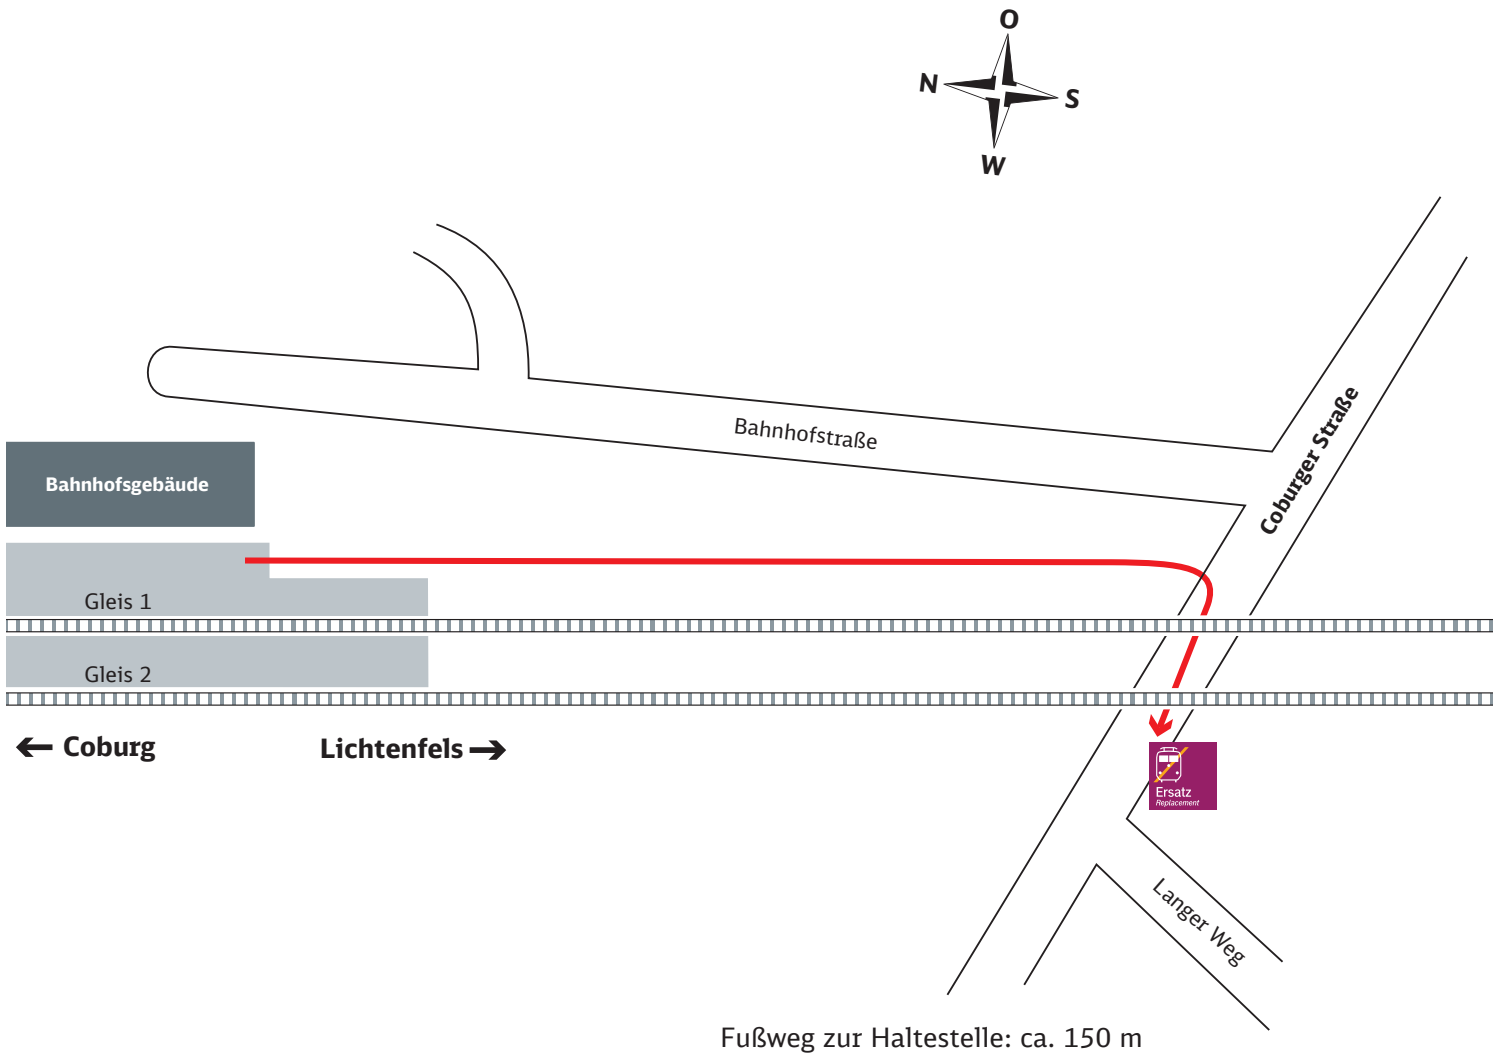 O
N
S
W
Bahnhofstraße
Coburger Straße
Bahnhofsgebäude
Gleis 1
Gleis 2
Coburg
Lichtenfels
Ersatz
Replacement
Langer Weg
Fußweg zur Haltestelle: ca. 150 m